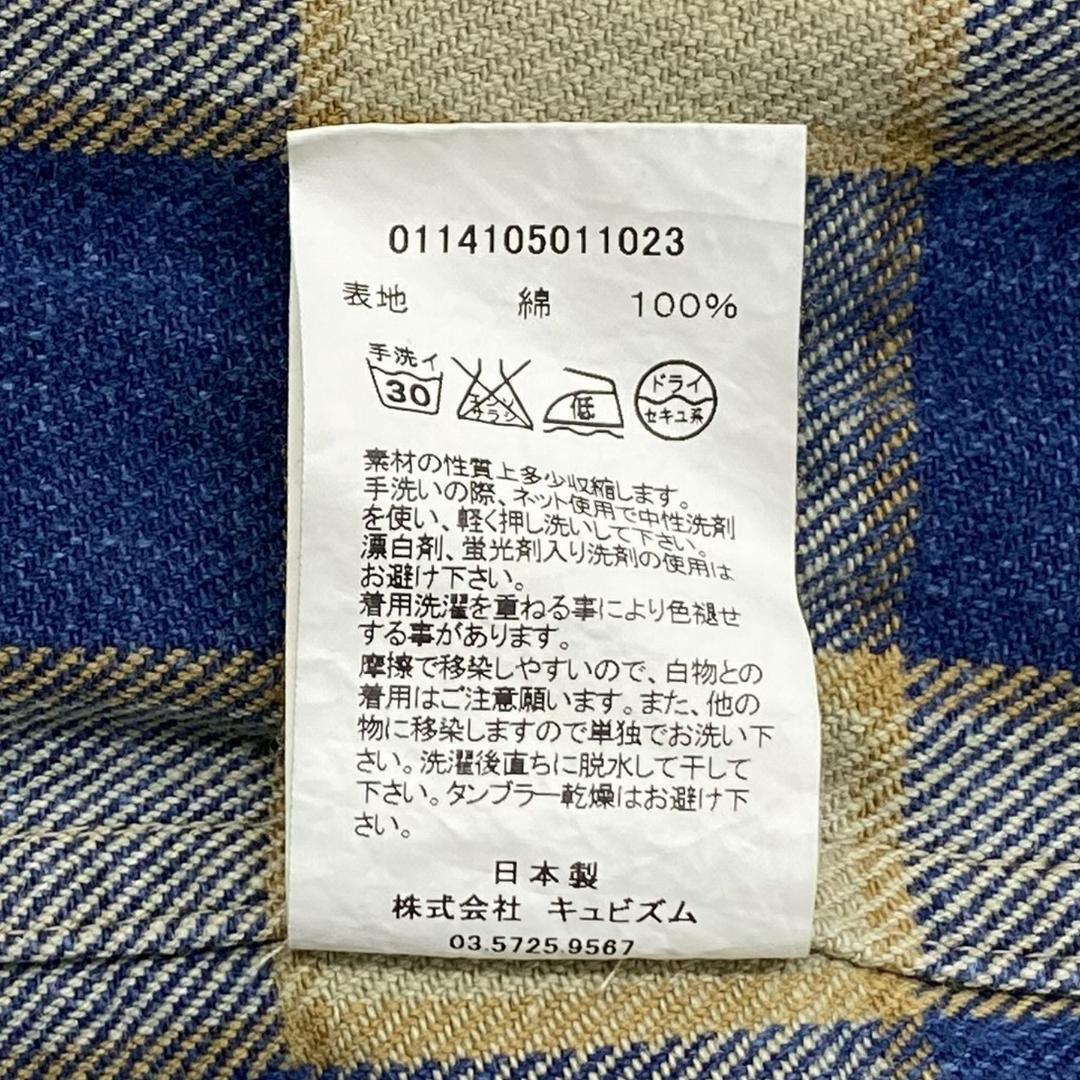 0114105011023
表地 綿 100%
手洗イ
30
エンソ
サラシ
低
ドライ
セキユ系
素材の性質上多少収縮します。
手洗いの際、ネット使用で中性洗剤
を使い、軽く押し洗いして下さい。
漂白剤、蛍光剤入り洗剤の使用は
お避け下さい。
着用洗濯を重ねる事により色褪せ
する事があります。
摩擦で移染しやすいので、白物との
着用はご注意願います。また、他の
物に移染しますので単独でお洗い下
さい。洗濯後直ちに脱水して干して
下さい。タンブラー乾燥はお避け下
さい。
日本製
株式会社 キュビズム
03.5725.9567